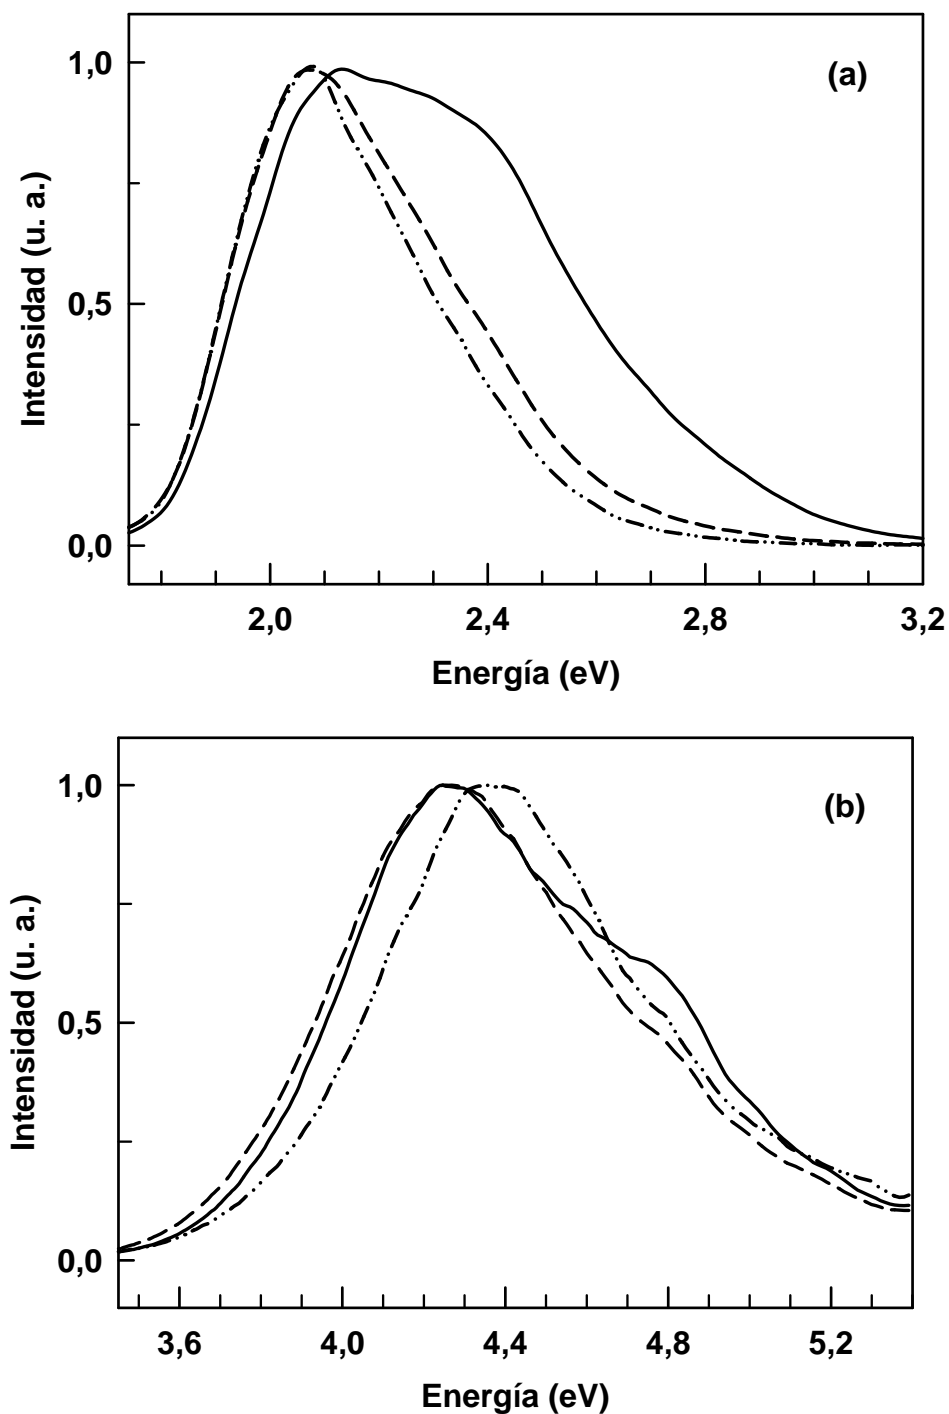 (a)
Intensidad (u. a.)
1,0
0,5
0,0
2,0 2,4 2,8 3,2
Energía (eV)
(b)
Intensidad (u. a.)
1,0
0,5
0,0
3,6 4,0 4,4 4,8 5,2
Energía (eV)